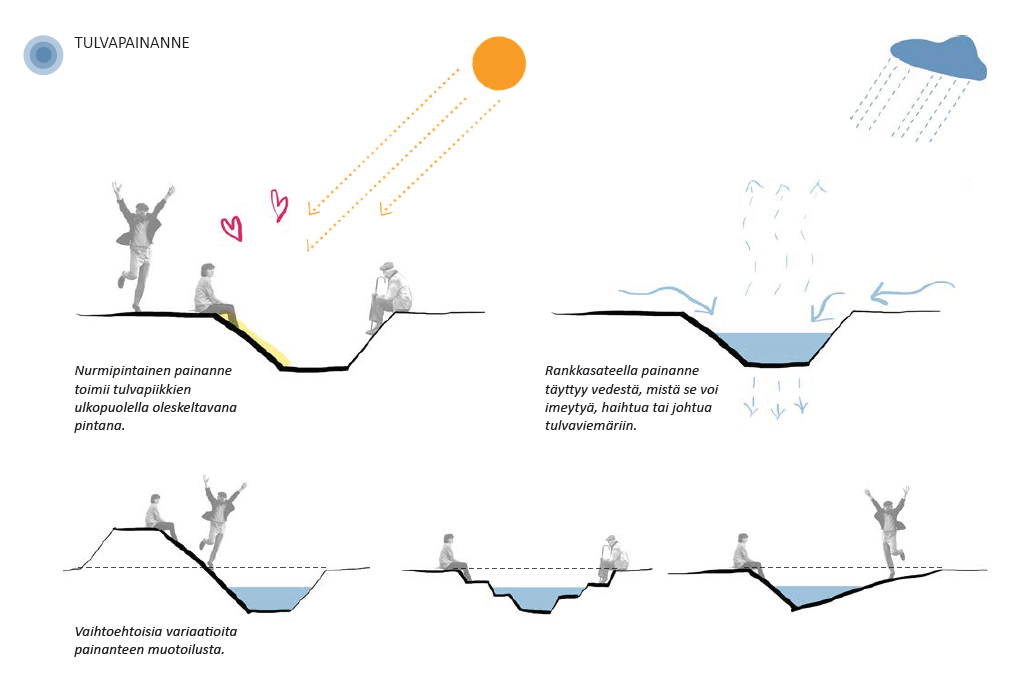 TULVAPAINANNE
Nurmipintainen painanne
toimii tulvapiikkien
ulkopuolella oleskeltavana
pintana.
Rankkasateella painanne
täyttyy vedestä, mistä se voi
imeytyä, haihtua tai johtua
tulvaviemäriin.
Vaihtoehtoisia variaatioita
painanteen muotoilusta.